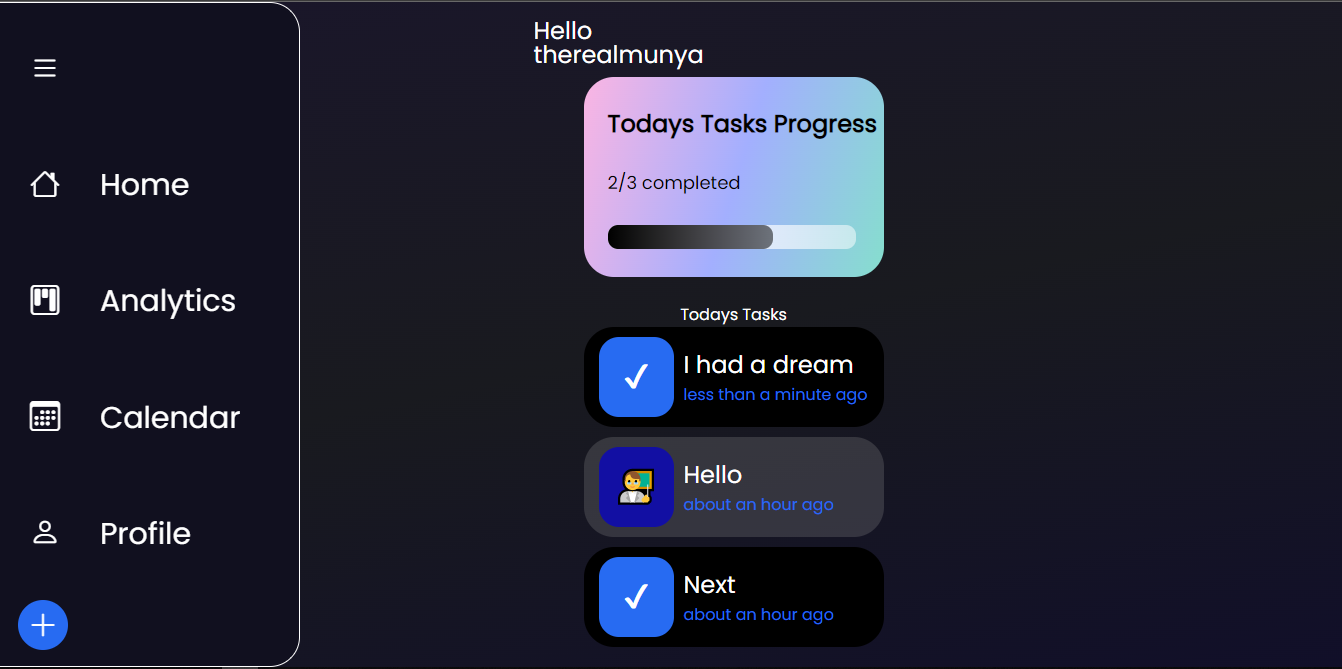 Home
Analytics
Calendar
Profile
Hello
therealmunya
Todays Tasks Progress
2/3 completed
Todays Tasks
I had a dream
less than a minute ago
Hello
about an hour ago
Next
about an hour ago